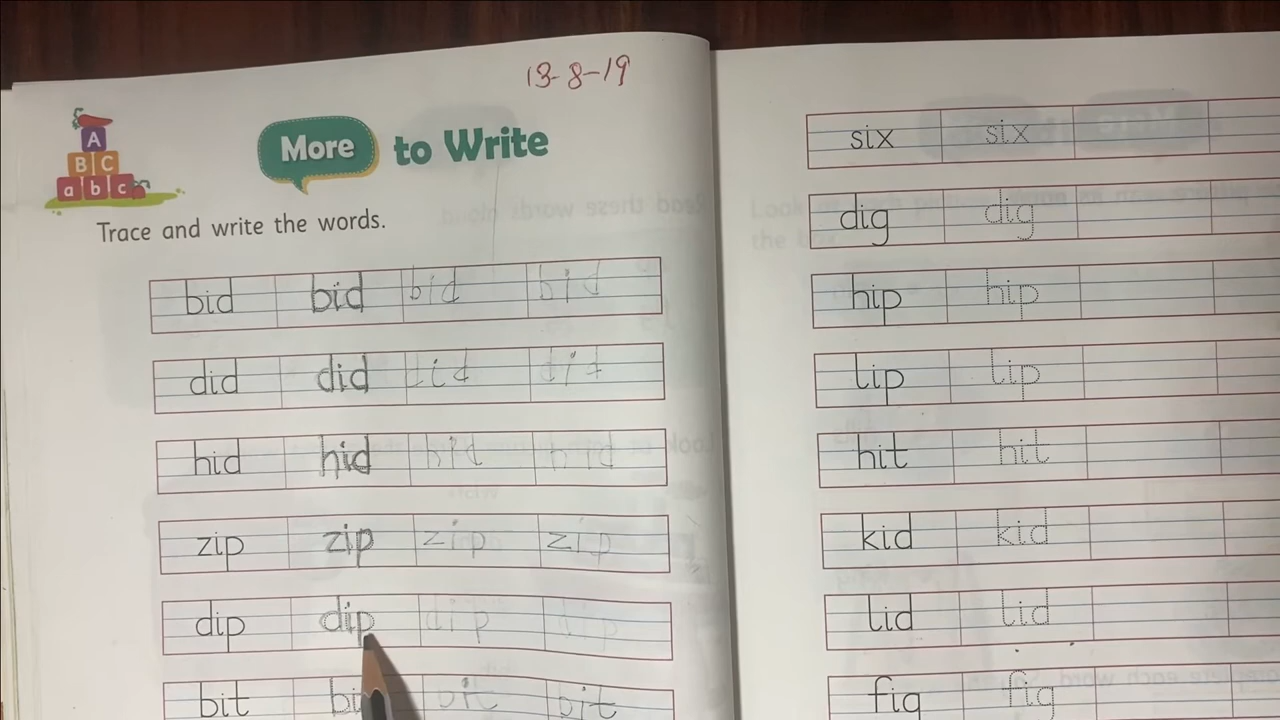 13-8-19
A
B C
a b c
More to Write
Trace and write the words.
bid bid bid bid
did did did did
hid hid hid hid
zip zip zip zip
dip dip dip dip
bit bit bit
six six
dig dig
hip hip
lip lip
hit hit
kid kid
lid lid
fig fig